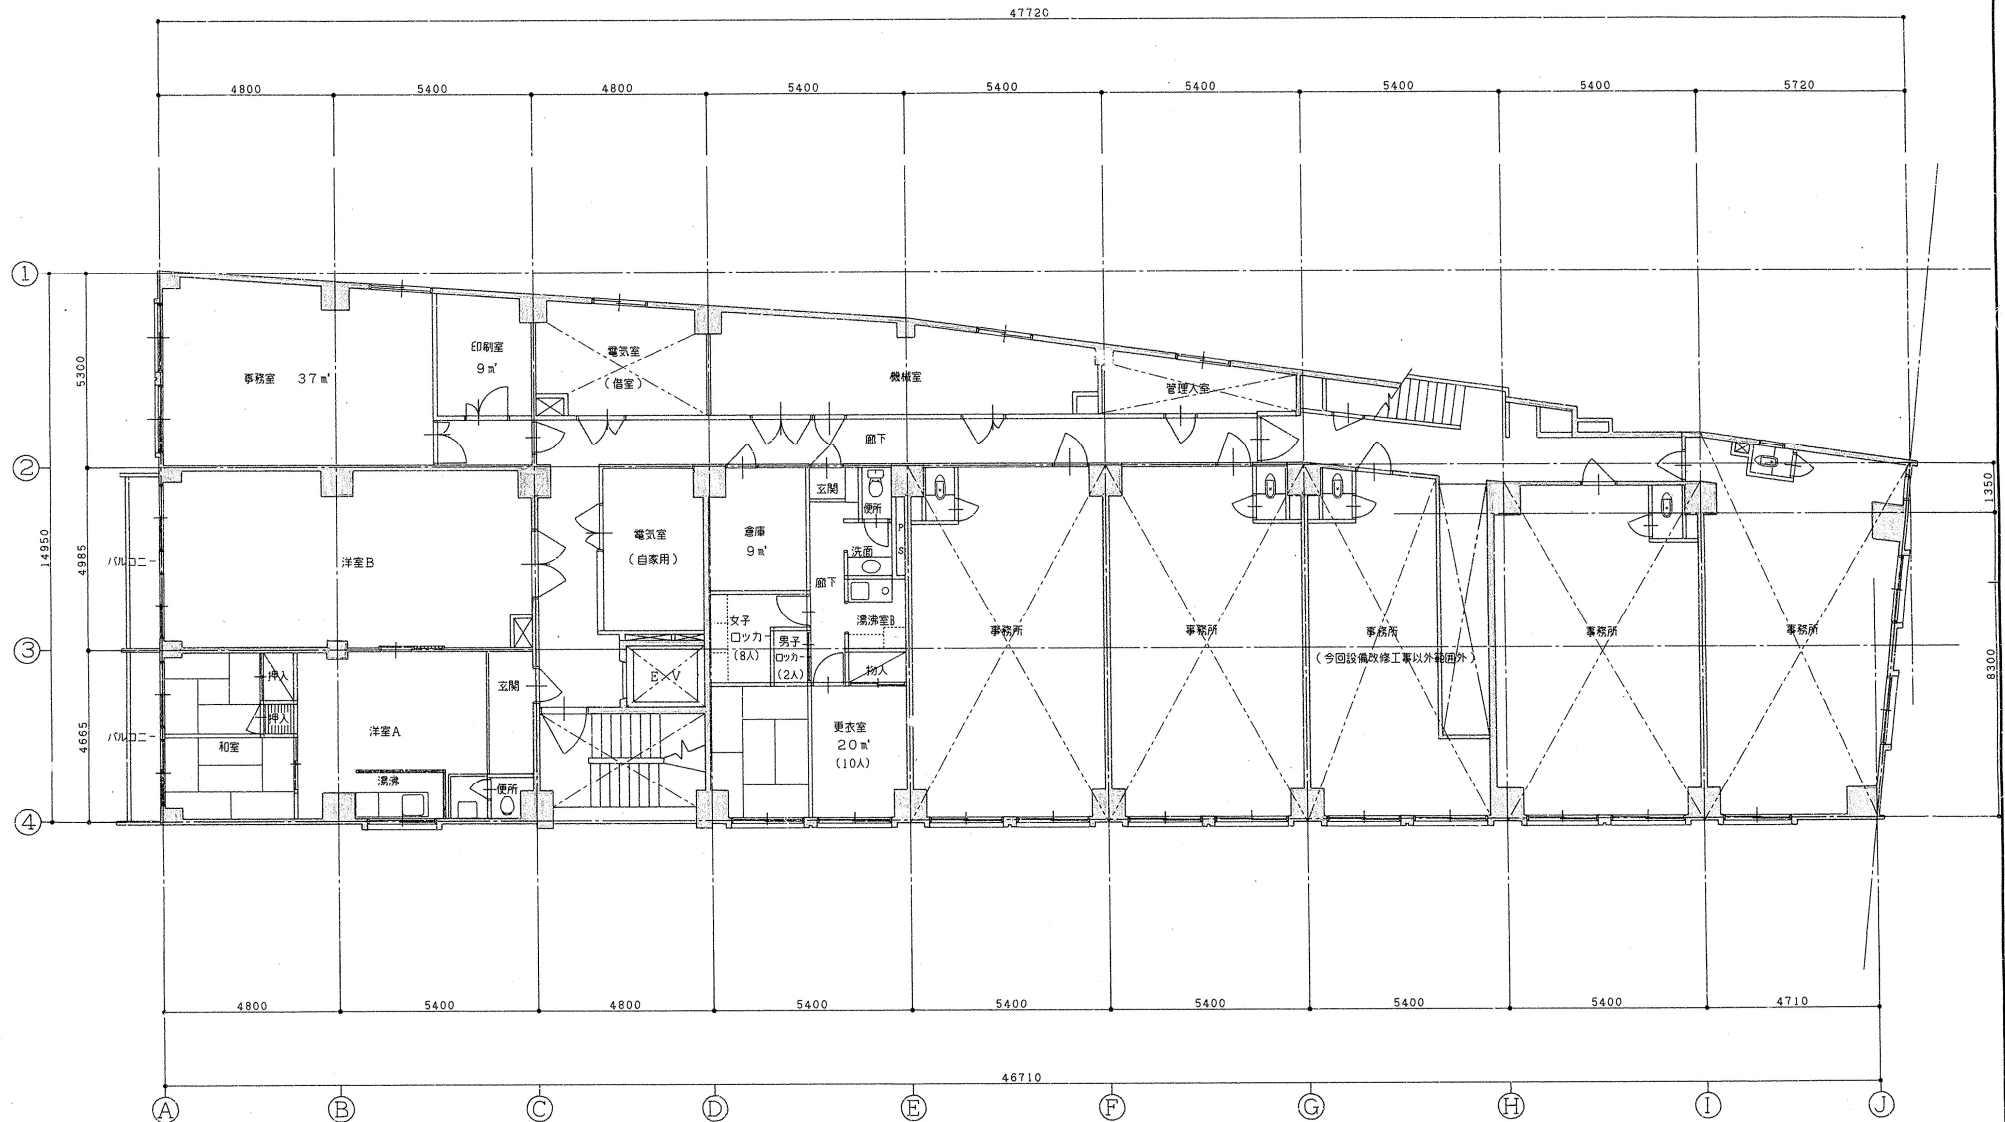 47720
4800
5400
4800
5400
5400
5400
5400
5400
5720
①
②
③
④
5300
4985
4665
14950
1350
8300
事務室 37㎡
印刷室
9㎡
電気室
(借室)
機械室
管理人室
廊下
バルコニー
洋室B
電気室
(自家用)
倉庫
9㎡
玄関
便所
PS
洗面
廊下
湯沸室B
女子
ロッカー
(8人)
男子
ロッカー
(2人)
物入
EV
事務所
事務所
事務所
(今回設備改修工事以外範囲外)
事務所
事務所
バルコニー
押入
押入
和室
洋室A
玄関
湯沸
便所
更衣室
20㎡
(10人)
4800
5400
4800
5400
5400
5400
5400
5400
4710
46710
A
B
C
D
E
F
G
H
I
J